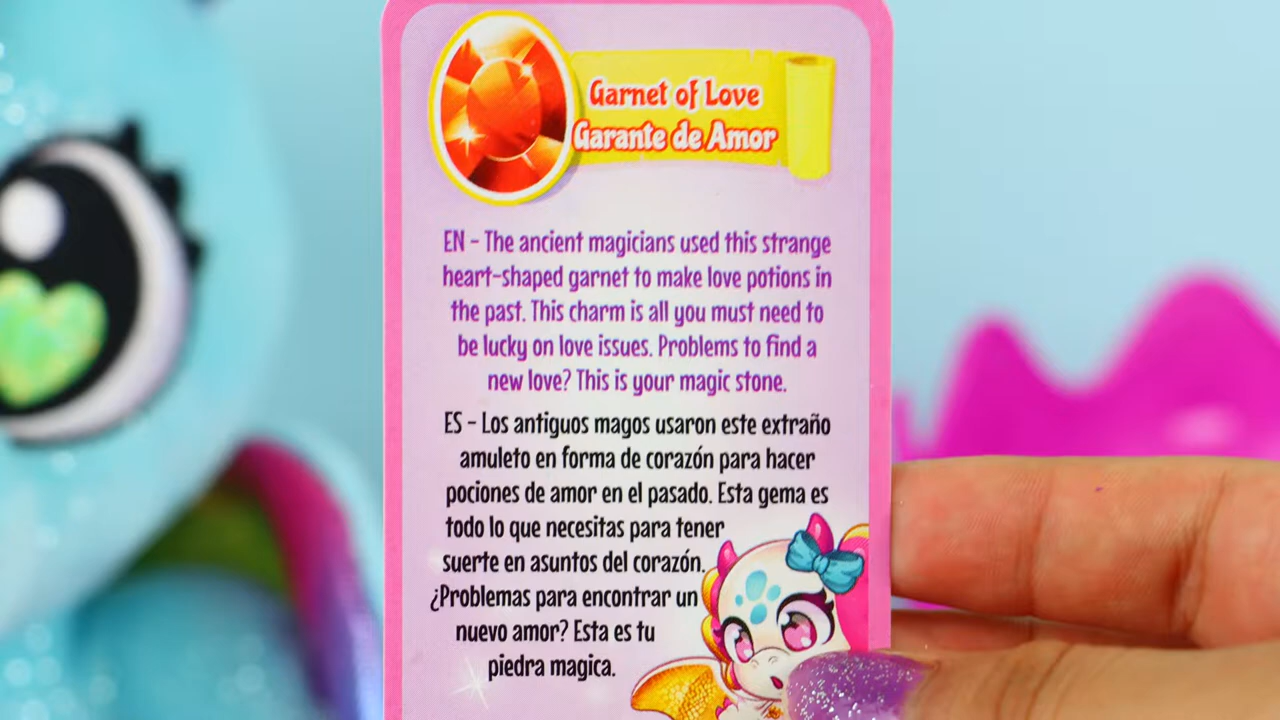 Garnet of Love
Garante de Amor
EN - The ancient magicians used this strange
heart-shaped garnet to make love potions in
the past. This charm is all you must need to
be lucky on love issues. Problems to find a
new love? This is your magic stone.
ES - Los antiguos magos usaron este extraño
amuleto en forma de corazón para hacer
pociones de amor en el pasado. Esta gema es
todo lo que necesitas para tener
suerte en asuntos del corazón.
¿Problemas para encontrar un
nuevo amor? Esta es tu
piedra magica.